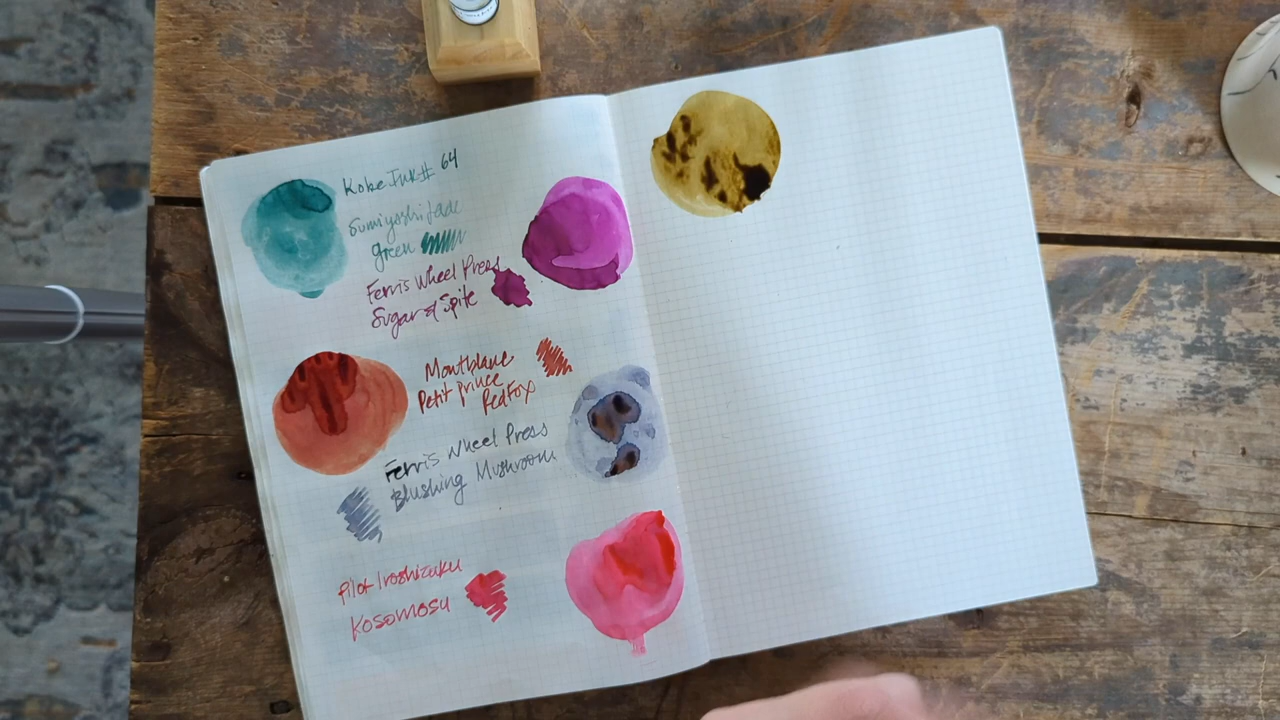 Kobe Ink# 64
Sumiyoshi Jade
green
Ferris Wheel Press
Sugar & Spite
Montblanc
Petit Prince
Red Fox
Ferris Wheel Press
Blushing Mushroom
Pilot Iroshizuku
Kosomosu